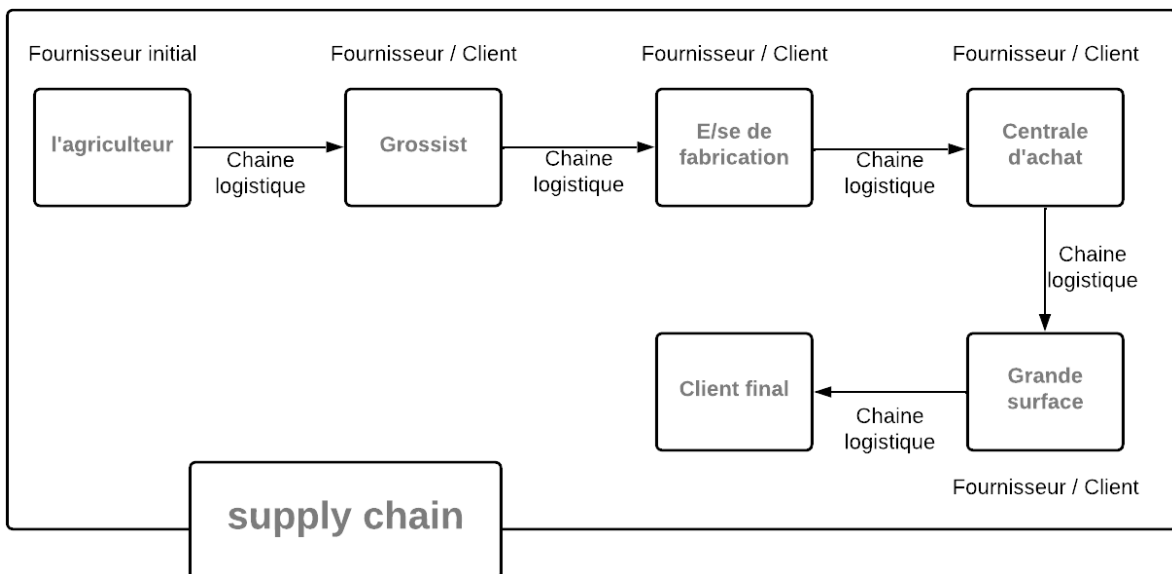 Fournisseur initial
Fournisseur / Client
Fournisseur / Client
Fournisseur / Client
l'agriculteur
Chaine
logistique
Grossist
Chaine
logistique
E/se de
fabrication
Chaine
logistique
Centrale
d'achat
Chaine
logistique
Grande
surface
Fournisseur / Client
Chaine
logistique
Client final
supply chain